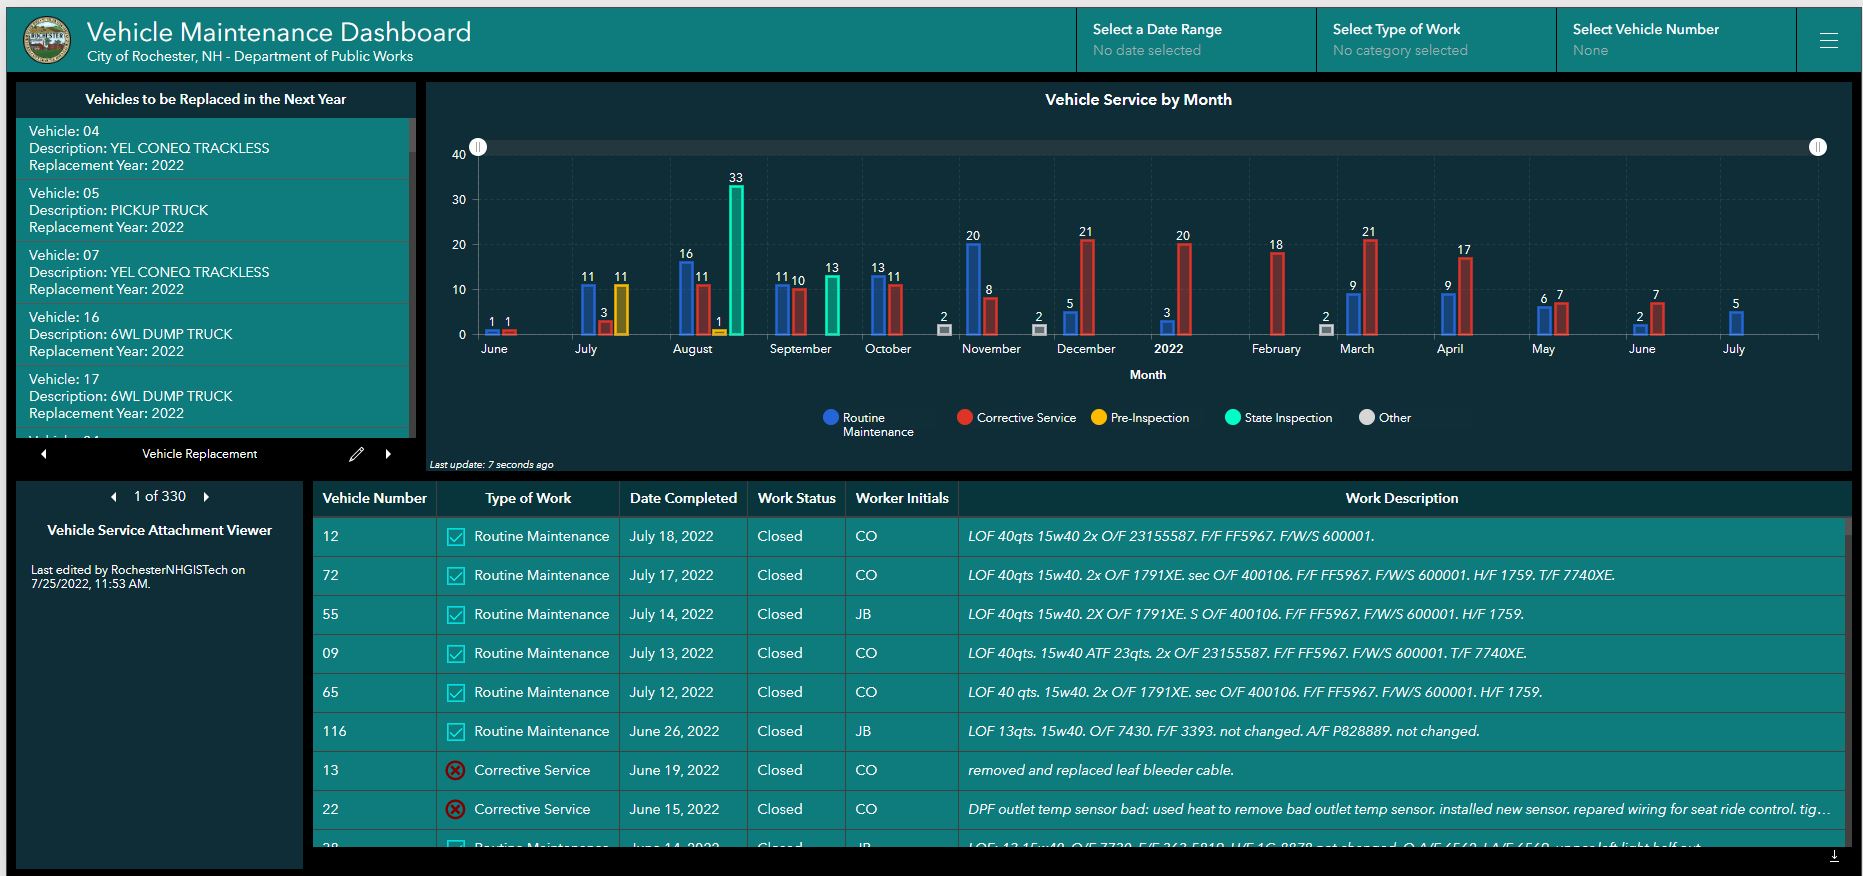 ROCHESTER
Vehicle Maintenance Dashboard
City of Rochester, NH - Department of Public Works
Select a Date Range
No date selected
Select Type of Work
No category selected
Select Vehicle Number
None
Vehicles to be Replaced in the Next Year
Vehicle: 04
Description: YEL CONEQ TRACKLESS
Replacement Year: 2022
Vehicle: 05
Description: PICKUP TRUCK
Replacement Year: 2022
Vehicle: 07
Description: YEL CONEQ TRACKLESS
Replacement Year: 2022
Vehicle: 16
Description: 6WL DUMP TRUCK
Replacement Year: 2022
Vehicle: 17
Description: 6WL DUMP TRUCK
Replacement Year: 2022
Vehicle Replacement
Vehicle Service by Month
40
30
20
10
0
1 1
11 3 11
16 11 1 33
11 10 13
13 11
2 20 8
2 5 21
3 20
18
2 9 21
9 17
6 7
2 7
5
June July August September October November December 2022 February March April May June July
Month
Routine Maintenance
Corrective Service
Pre-Inspection
State Inspection
Other
Last update: 7 seconds ago
1 of 330
Vehicle Service Attachment Viewer
Last edited by RochesterNHGISTech on
7/25/2022, 11:53 AM.
Vehicle Number Type of Work Date Completed Work Status Worker Initials Work Description
12 Routine Maintenance July 18, 2022 Closed CO LOF 40qts 15w40 2x O/F 23155587. F/F FF5967. F/W/S 600001.
72 Routine Maintenance July 17, 2022 Closed CO LOF 40qts 15w40. 2x O/F 1791XE. sec O/F 400106. F/F FF5967. F/W/S 600001. H/F 1759. T/F 7740XE.
55 Routine Maintenance July 14, 2022 Closed JB LOF 40qts 15w40. 2X O/F 1791XE. S O/F 400106. F/F FF5967. F/W/S 600001. H/F 1759.
09 Routine Maintenance July 13, 2022 Closed CO LOF 40qts. 15w40 ATF 23qts. 2x O/F 23155587. F/F FF5967. F/W/S 600001. T/F 7740XE.
65 Routine Maintenance July 12, 2022 Closed CO LOF 40 qts. 15w40. 2x O/F 1791XE. sec O/F 400106. F/F FF5967. F/W/S 600001. H/F 1759.
116 Routine Maintenance June 26, 2022 Closed JB LOF 13qts. 15w40. O/F 7430. F/F 3393. not changed. A/F P828889. not changed.
13 Corrective Service June 19, 2022 Closed CO removed and replaced leaf bleeder cable.
22 Corrective Service June 15, 2022 Closed CO DPF outlet temp sensor bad: used heat to remove bad outlet temp sensor. installed new sensor. repared wiring for seat ride control. tig…